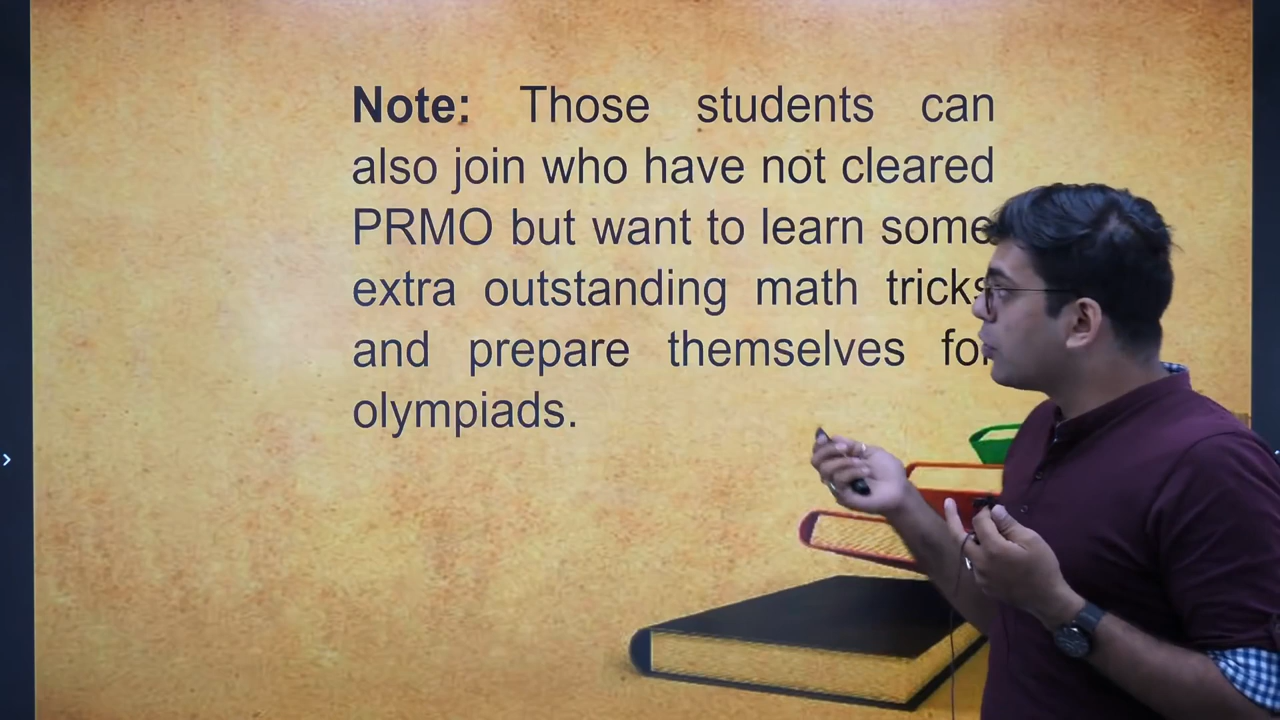 Note: Those students can
also join who have not cleared
PRMO but want to learn some
extra outstanding math tricks
and prepare themselves for
olympiads.